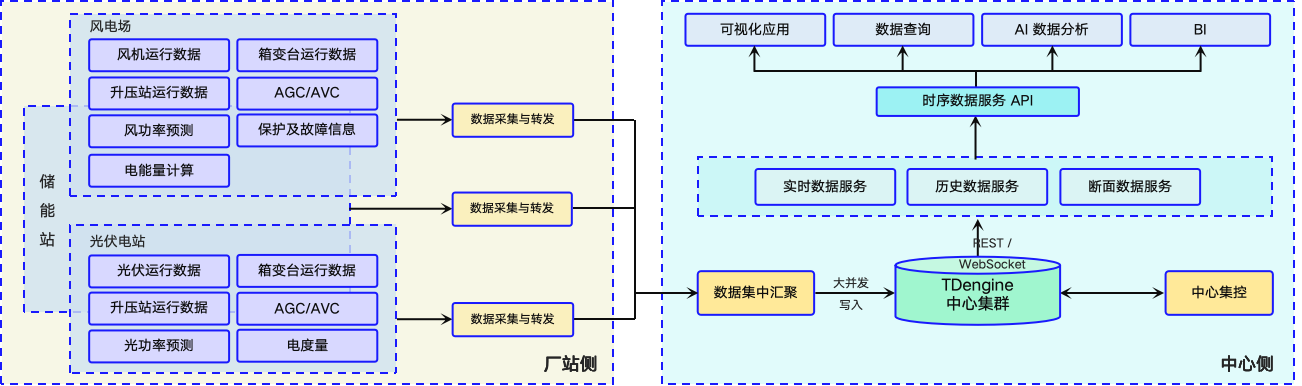 风电场
风机运行数据
箱变台运行数据
升压站运行数据
AGC/AVC
风功率预测
保护及故障信息
电能量计算
储
能
站
光伏电站
光伏运行数据
箱变台运行数据
升压站运行数据
AGC/AVC
光功率预测
电度量
数据采集与转发
数据采集与转发
数据采集与转发
厂站侧
可视化应用
数据查询
AI 数据分析
BI
时序数据服务 API
实时数据服务
历史数据服务
断面数据服务
REST /
WebSocket
数据集中汇聚
大并发
写入
TDengine
中心集群
中心集控
中心侧